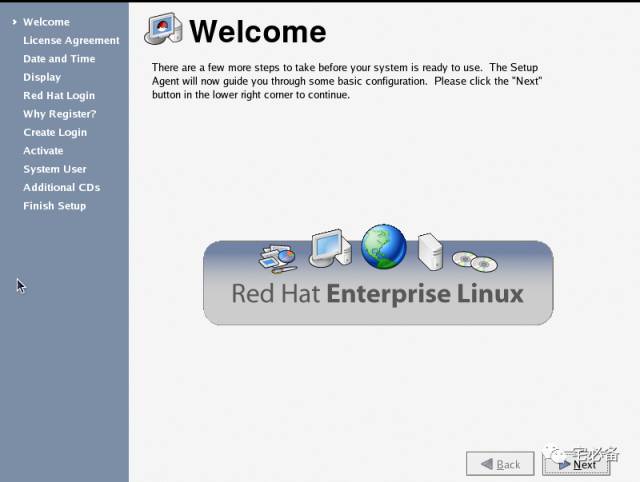 Welcome
License Agreement
Date and Time
Display
Red Hat Login
Why Register?
Create Login
Activate
System User
Additional CDs
Finish Setup
Welcome
There are a few more steps to take before your system is ready to use. The Setup
Agent will now guide you through some basic configuration. Please click the "Next"
button in the lower right corner to continue.
Red Hat Enterprise Linux
Back
Next
宅必备